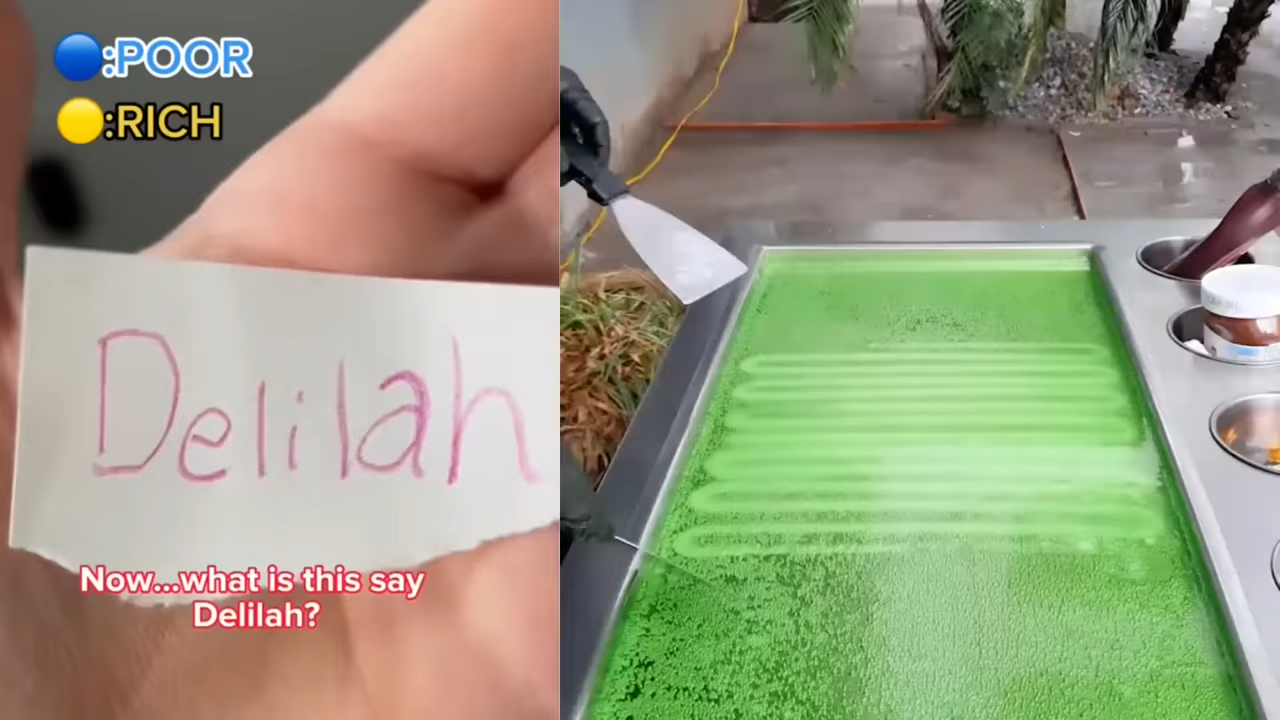 🔵:POOR
🟡:RICH
Delilah
Now...what is this say
Delilah?